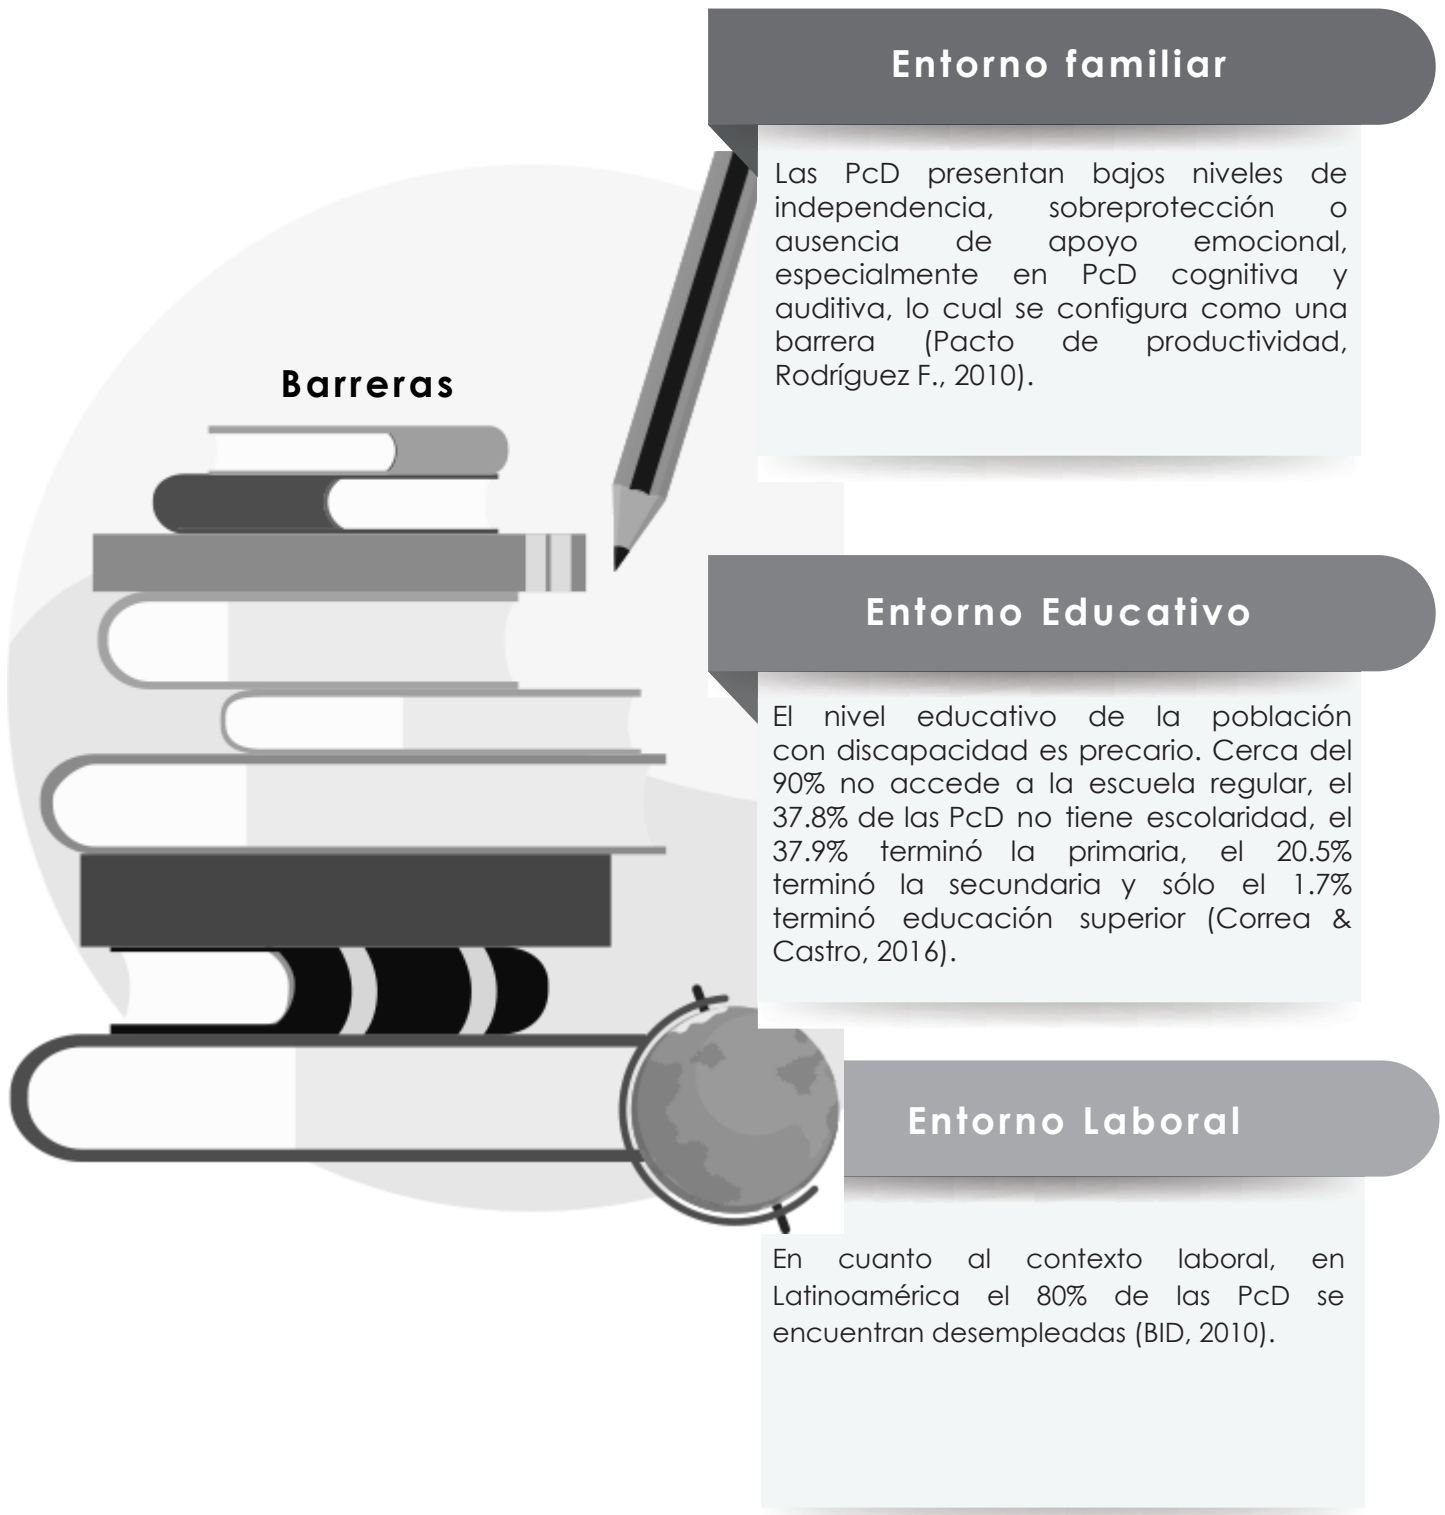 Entorno familiar
Las PcD presentan bajos niveles de
independencia, sobreprotección o
ausencia de apoyo emocional,
especialmente en PcD cognitiva y
auditiva, lo cual se configura como una
barrera (Pacto de productividad,
Rodríguez F., 2010).
Barreras
Entorno Educativo
El nivel educativo de la población
con discapacidad es precario. Cerca del
90% no accede a la escuela regular, el
37.8% de las PcD no tiene escolaridad, el
37.9% terminó la primaria, el 20.5%
terminó la secundaria y sólo el 1.7%
terminó educación superior (Correa &
Castro, 2016).
Entorno Laboral
En cuanto al contexto laboral, en
Latinoamérica el 80% de las PcD se
encuentran desempleadas (BID, 2010).